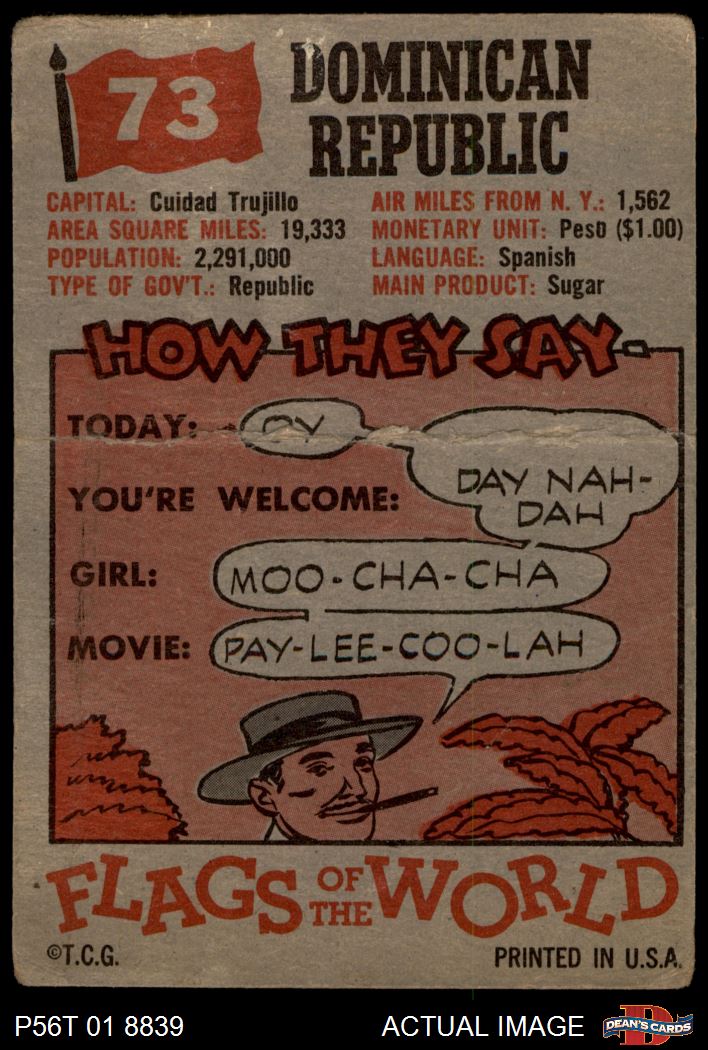 73
DOMINICAN
REPUBLIC
CAPITAL: Cuidad Trujillo
AREA SQUARE MILES: 19,333
POPULATION: 2,291,000
TYPE OF GOV'T.: Republic
AIR MILES FROM N. Y.: 1,562
MONETARY UNIT: Peso ($1.00)
LANGUAGE: Spanish
MAIN PRODUCT: Sugar
HOW THEY SAY-
TODAY: OY
YOU'RE WELCOME: DAY NAH-
DAH
GIRL: MOO-CHA-CHA
MOVIE: PAY-LEE-COO-LAH
FLAGS OF THE WORLD
©T.C.G.
PRINTED IN U.S.A.
P56T 01 8839
ACTUAL IMAGE
D
DEAN'S CARDS